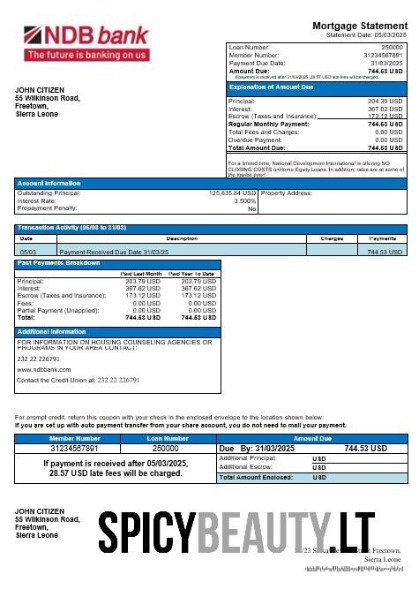 NDB bank
The future is banking on us
Mortgage Statement
Statement Date: 05/03/2025
Loan Number: 250000
Member Number: 31234567891
Payment Due Date: 31/03/2025
Amount Due: 744.53 USD
If payment is received after 31/03/2025, 28.57 USD late fees will be charged.
JOHN CITIZEN
55 Wilkinson Road,
Freetown,
Sierra Leone
Explanation of Amount Due
Principal: 204.39 USD
Interest: 367.02 USD
Escrow (Taxes and Insurance): 173.12 USD
Regular Monthly Payment: 744.53 USD
Total Fees and Charges: 0.00 USD
Overdue Payment: 0.00 USD
Total Amount Due: 744.53 USD
For a limited time, National Development International is offering NO
CLOSING COSTS on Home Equity Loans. In addition, rates are at some of
the lowest ever!
Account Information
Outstanding Principal: 125,635.84 USD Property Address:
Interest Rate: 3.500%
Prepayment Penalty: No
Transaction Activity (06/03 to 31/03)
Date Description Charges Payments
05/03 Payment Received Due Date 31/03/25 744.53 USD
Past Payments Breakdown
Paid Last Month Paid Year To Date
Principal: 203.79 USD 203.79 USD
Interest: 367.62 USD 367.62 USD
Escrow (Taxes and Insurance): 173.12 USD 173.12 USD
Fees: 0.00 USD 0.00 USD
Partial Payment (Unapplied): 0.00 USD 0.00 USD
Total: 744.53 USD 744.53 USD
Additional Information
FOR INFORMATION ON HOUSING COUNSELING AGENCIES OR
PROGRAMS IN YOUR AREA CONTACT:
232 22 226791
www.ndbbank.com
Contact the Credit Union at: 232 22 226791
For prompt credit, return this coupon with your check in the enclosed envelope to the location shown below.
If you are set up with auto payment transfer from your share account, you do not need to mail your payment.
Member Number Loan Number Amount Due
31234567891 250000 Due By: 31/03/2025 744.53 USD
If payment is received after 05/03/2025,
28.57 USD late fees will be charged.
Additional Principal: USD
Additional Escrow: USD
Total Amount Enclosed: USD
JOHN CITIZEN
55 Wilkinson Road,
Freetown,
Sierra Leone
SPICYBEAUTY.LT
Freetown,
Sierra Leone